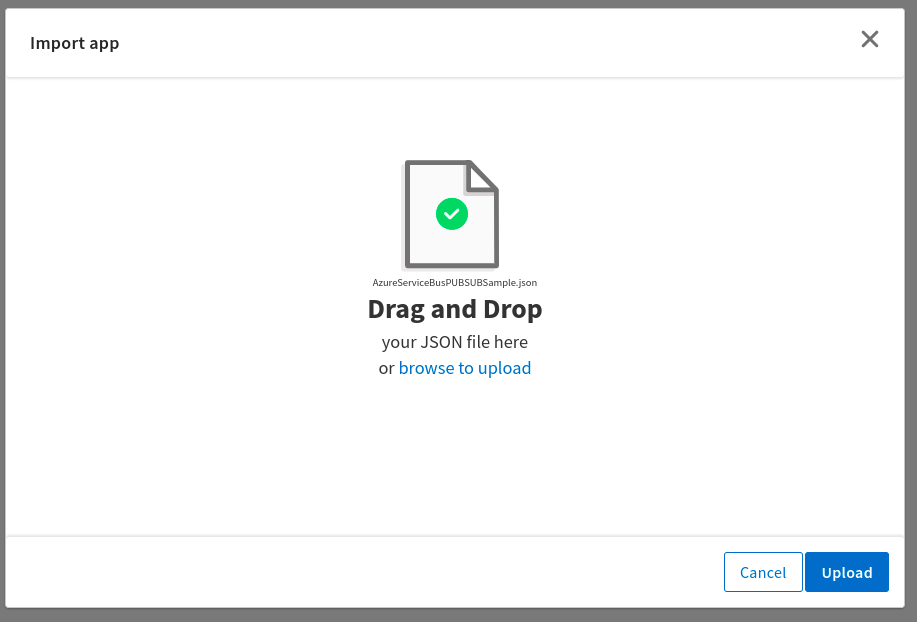 Import app
AzureServiceBusPUBSUBSample.json
Drag and Drop
your JSON file here
or browse to upload
Cancel
Upload